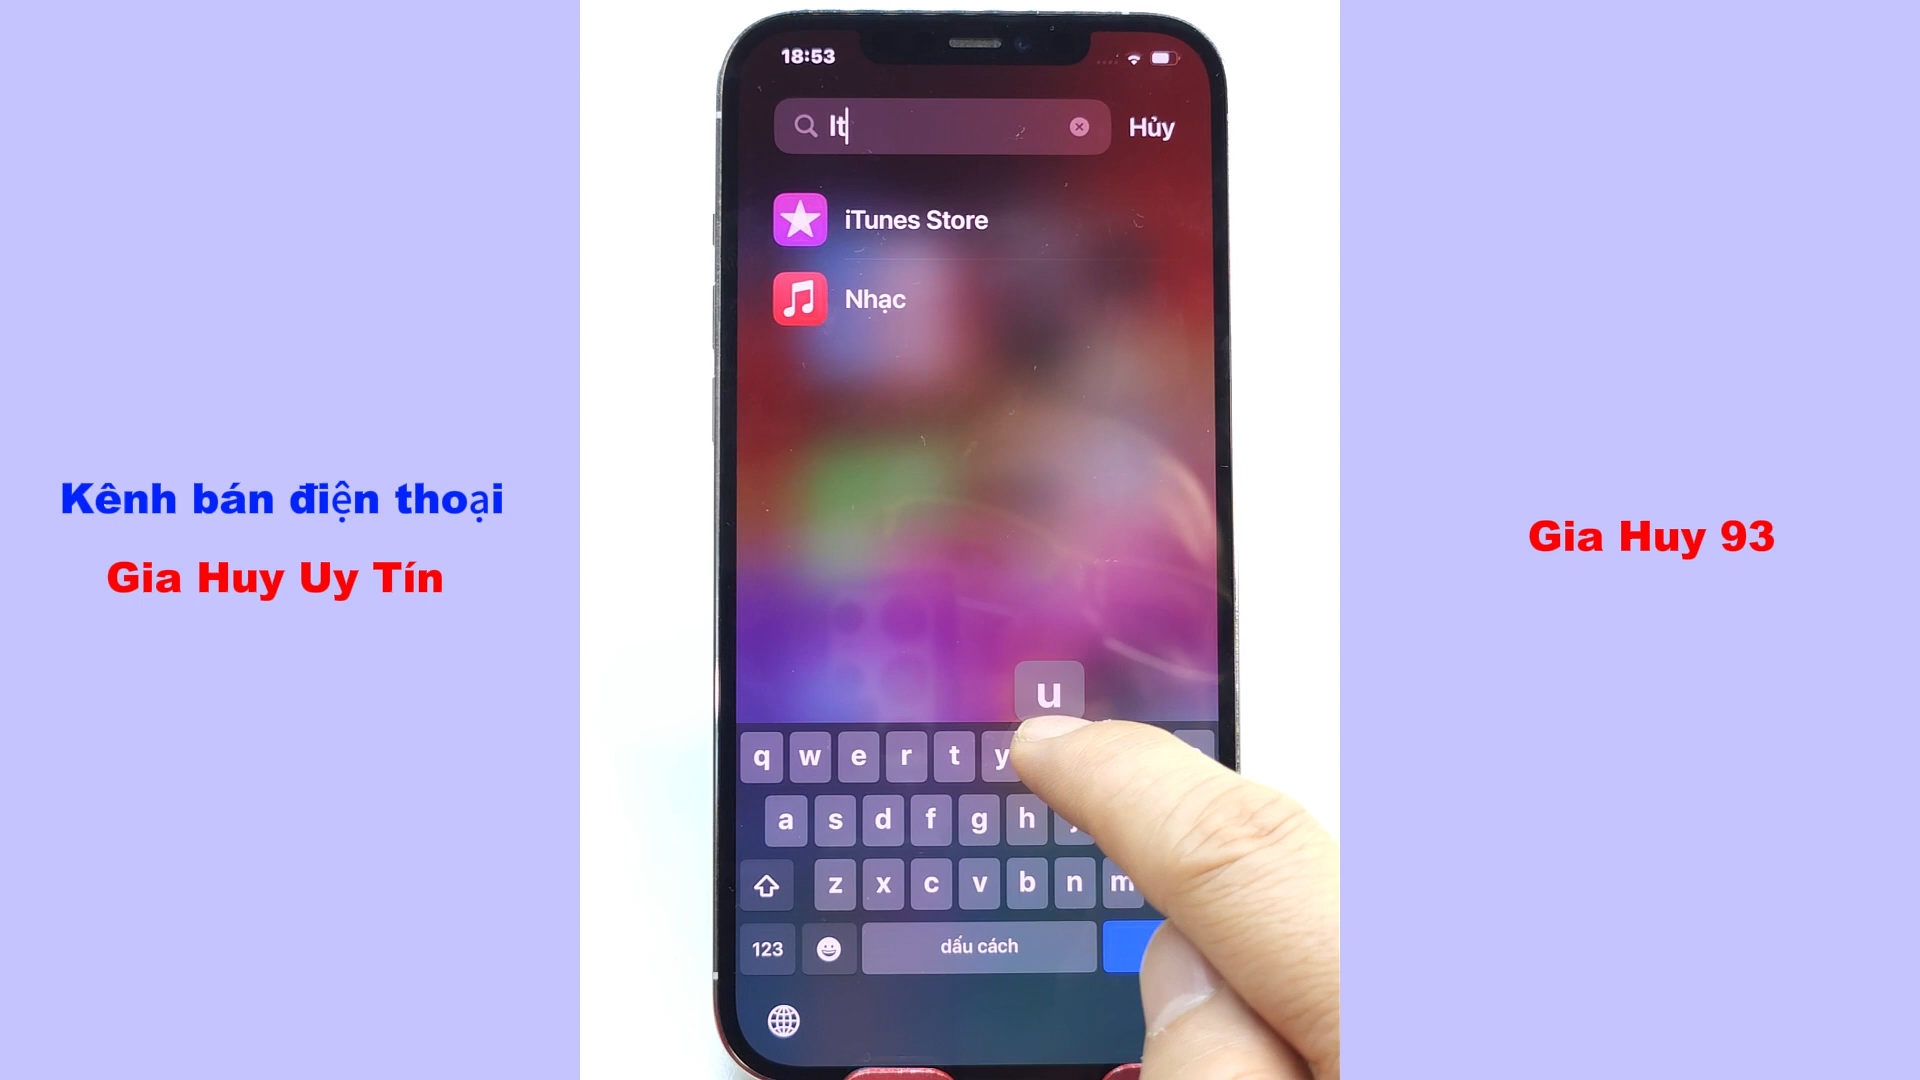 18:53
It
Hủy
iTunes Store
Nhạc
Kênh bán điện thoại
Gia Huy Uy Tín
Gia Huy 93
u
q w e r t y
a s d f g h
z x c v b n m
123
dấu cách